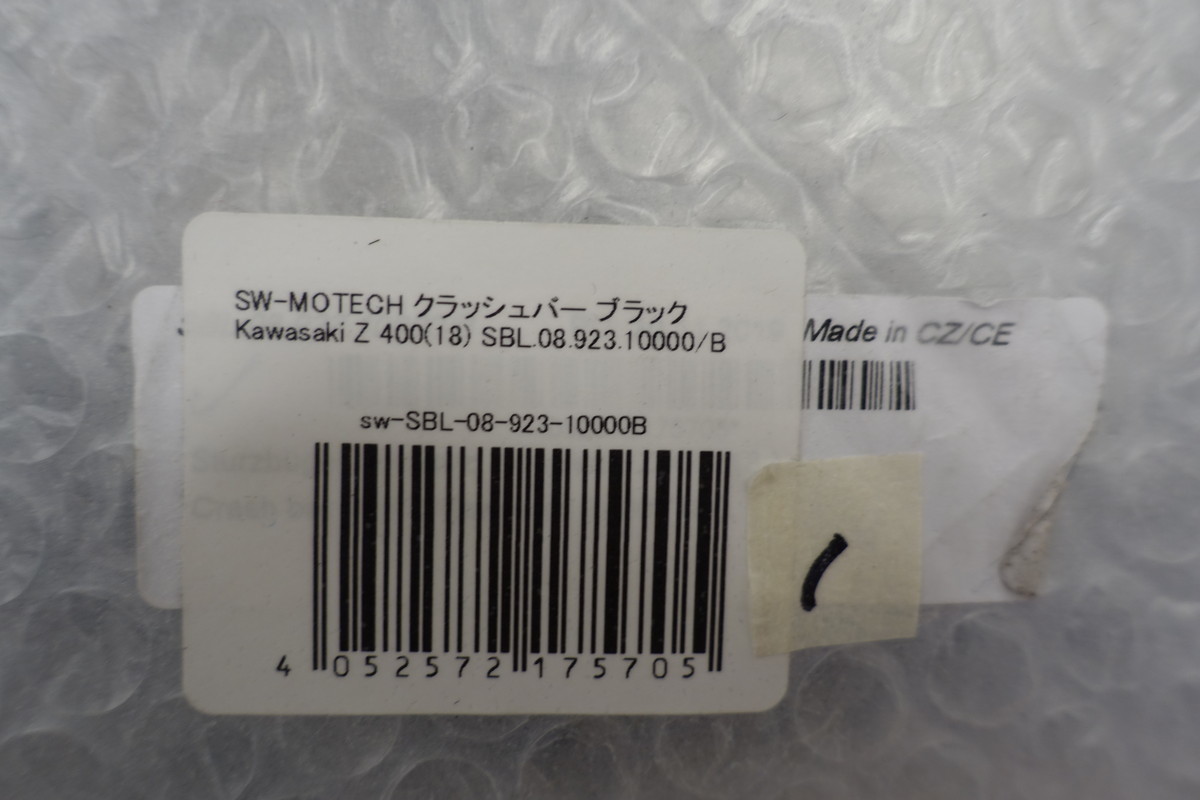 SW-MOTECH クラッシュバー ブラック
Kawasaki Z 400(18) SBL.08.923.10000/B
Made in CZ/CE
sw-SBL-08-923-10000B
4 052572 175705